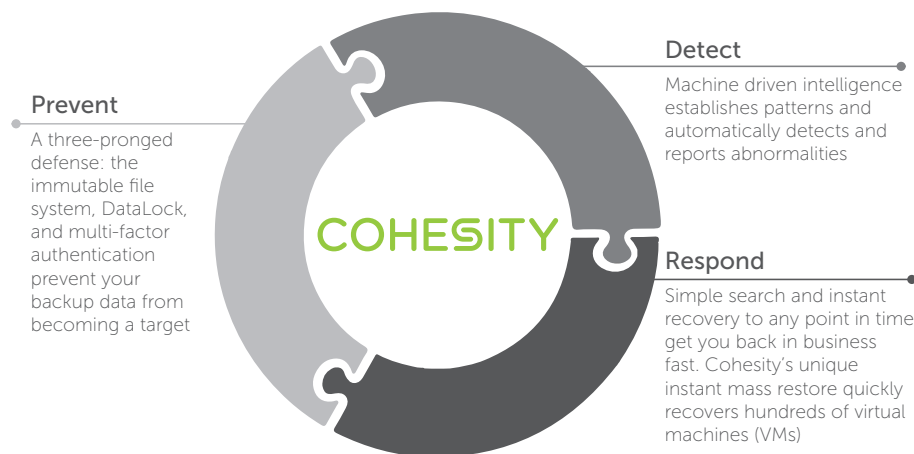 Prevent
A three-pronged
defense: the
immutable file
system, DataLock,
and multi-factor
authentication
prevent your
backup data from
becoming a target
COHESITY
Detect
Machine driven intelligence
establishes patterns and
automatically detects and
reports abnormalities
Respond
Simple search and instant
recovery to any point in time
get you back in business
fast. Cohesity’s unique
instant mass restore quickly
recovers hundreds of virtual
machines (VMs)